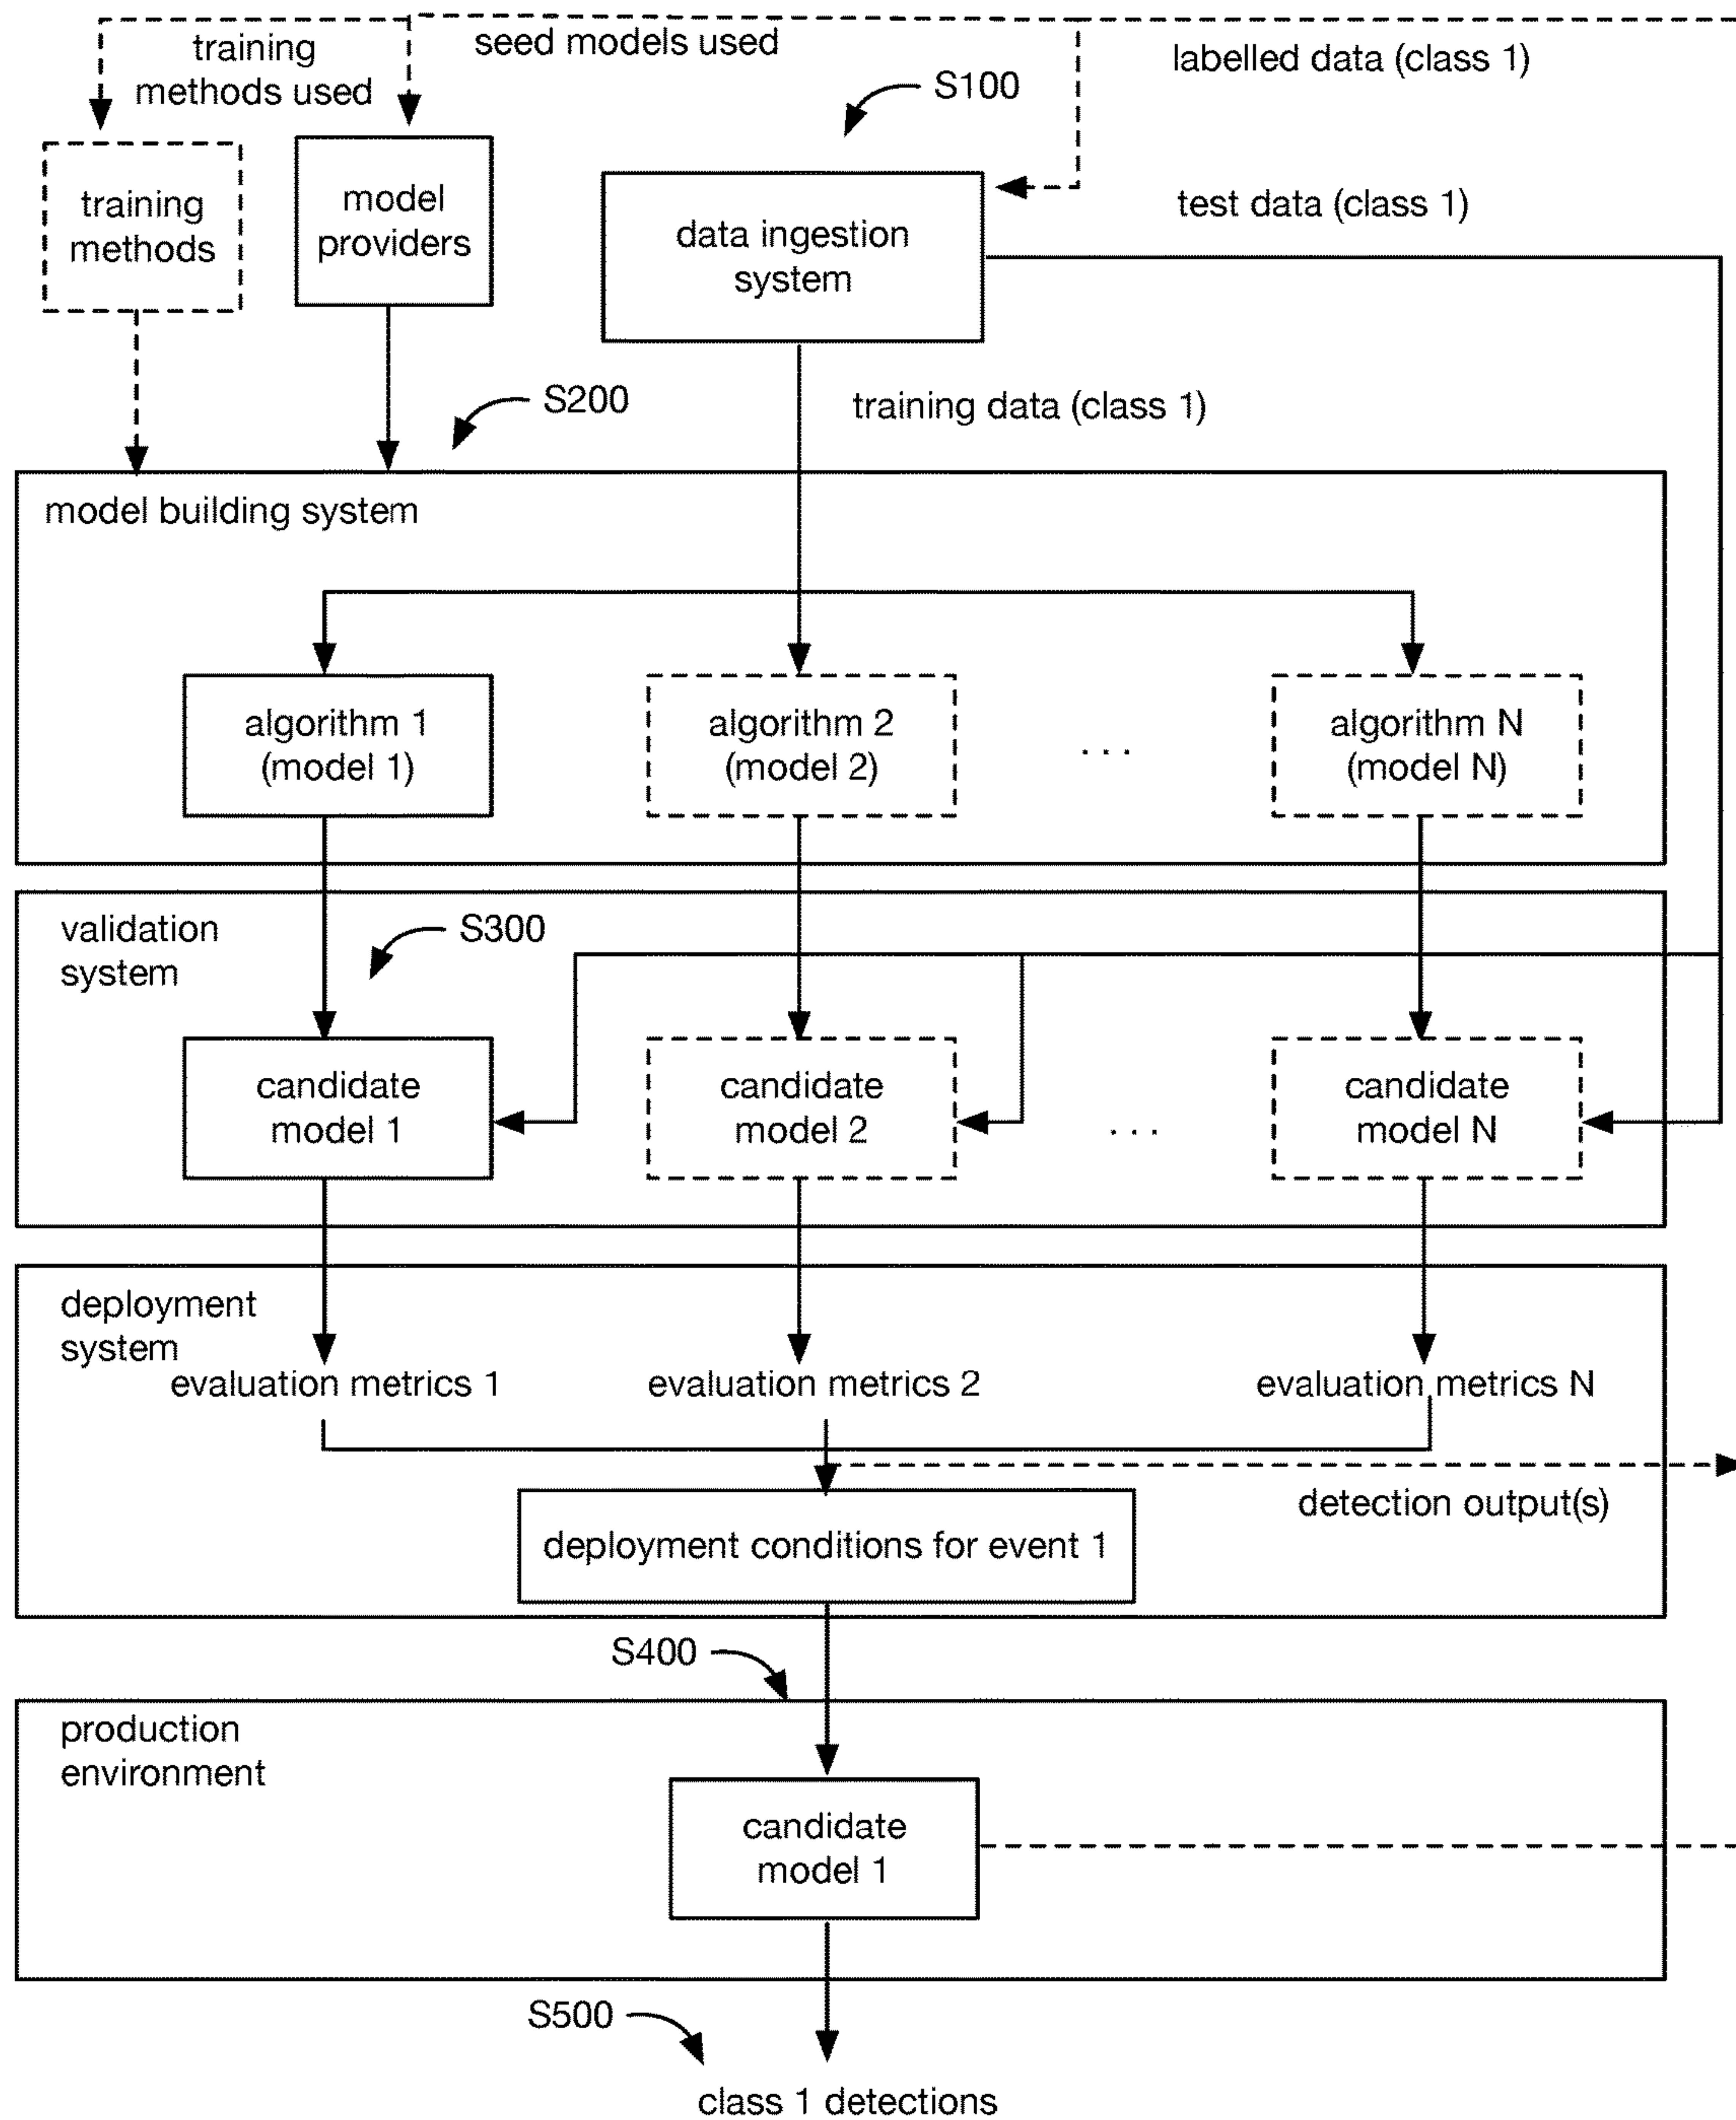 training
methods used
seed models used
labelled data (class 1)
S100
training
methods
model
providers
data ingestion
system
test data (class 1)
S200
training data (class 1)
model building system
algorithm 1
(model 1)
algorithm 2
(model 2)
. . .
algorithm N
(model N)
validation
system
S300
candidate
model 1
candidate
model 2
. . .
candidate
model N
deployment
system
evaluation metrics 1
evaluation metrics 2
evaluation metrics N
detection output(s)
deployment conditions for event 1
S400
production
environment
candidate
model 1
S500
class 1 detections